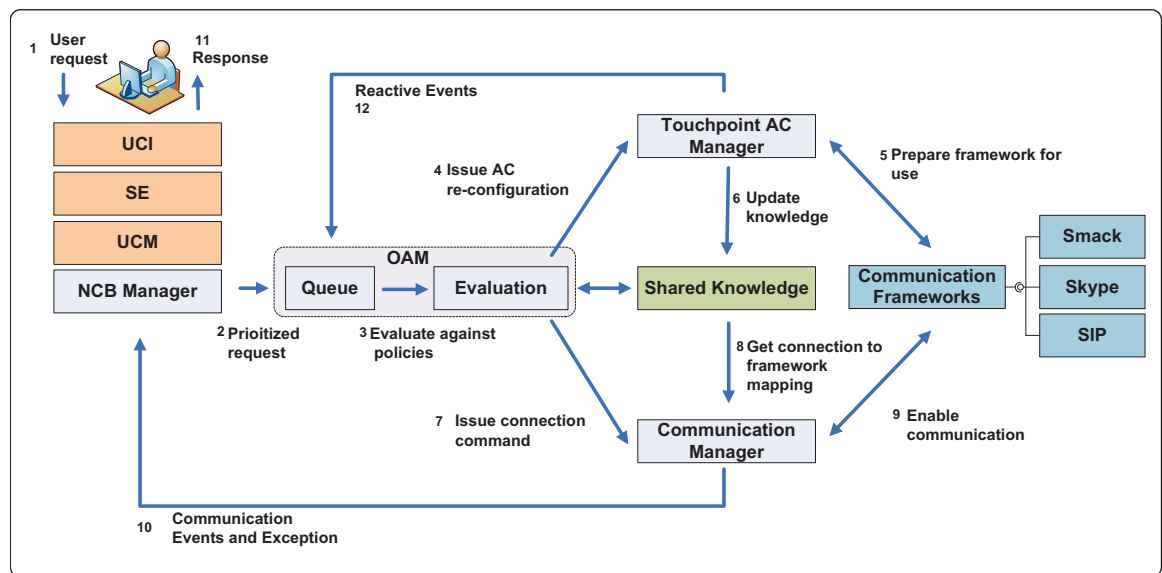 1 User
request
11
Response
UCI
SE
UCM
NCB Manager
2 Prioitized
request
OAM
Queue
Evaluation
3 Evaluate against
policies
Reactive Events
12
4 Issue AC
re-configuration
Touchpoint AC
Manager
5 Prepare framework for
use
6 Update
knowledge
Shared Knowledge
Communication
Frameworks
C
Smack
Skype
SIP
7 Issue connection
command
8 Get connection to
framework
mapping
Communication
Manager
9 Enable
communication
10 Communication
Events and Exception